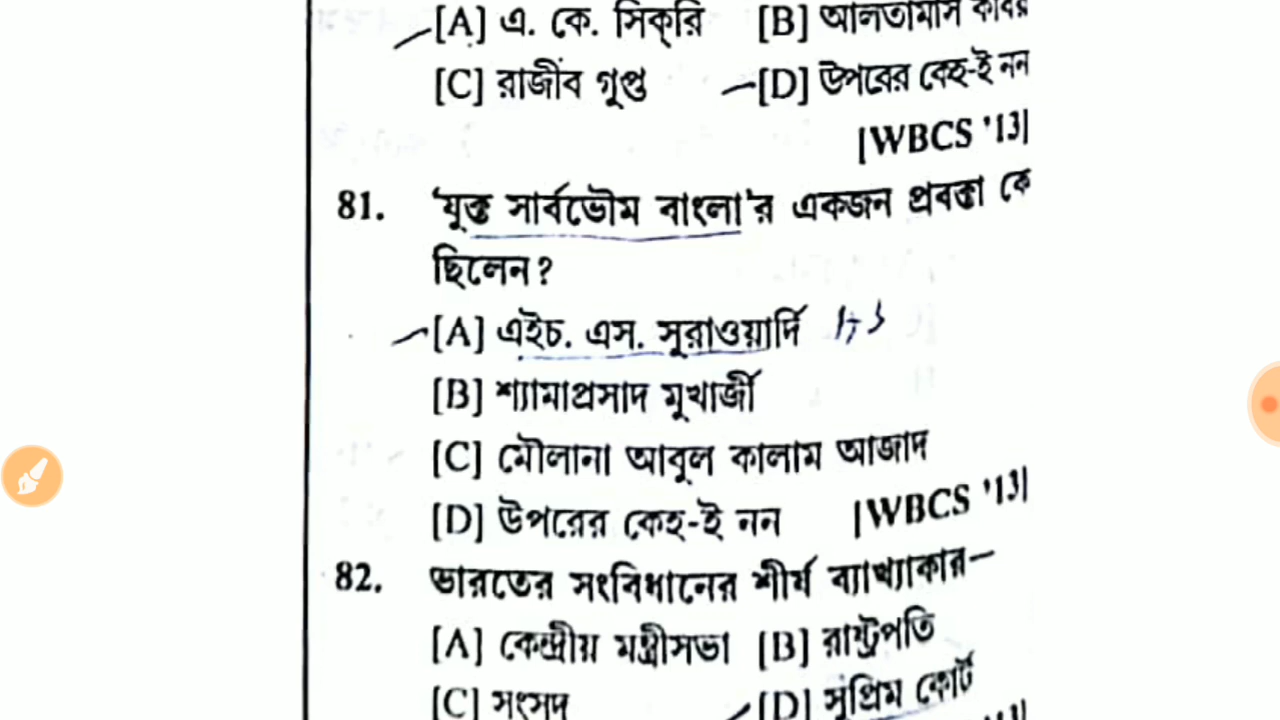 [A] এ. কে. সিক্‌রি [B] আলতামাস কবির
[C] রাজীব গুপ্ত [D] উপরের কেহ-ই নন
[WBCS '13]
81. 'যুক্ত সার্বভৌম বাংলা'র একজন প্রবক্তা কে
ছিলেন?
[A] এইচ. এস. সুরাওয়ার্দি
[B] শ্যামাপ্রসাদ মুখার্জী
[C] মৌলানা আবুল কালাম আজাদ
[D] উপরের কেহ-ই নন [WBCS '13]
82. ভারতের সংবিধানের শীর্ষ ব্যাখ্যাকার—
[A] কেন্দ্রীয় মন্ত্রীসভা [B] রাষ্ট্রপতি
[C] সংসদ [D] সুপ্রিম কোর্ট